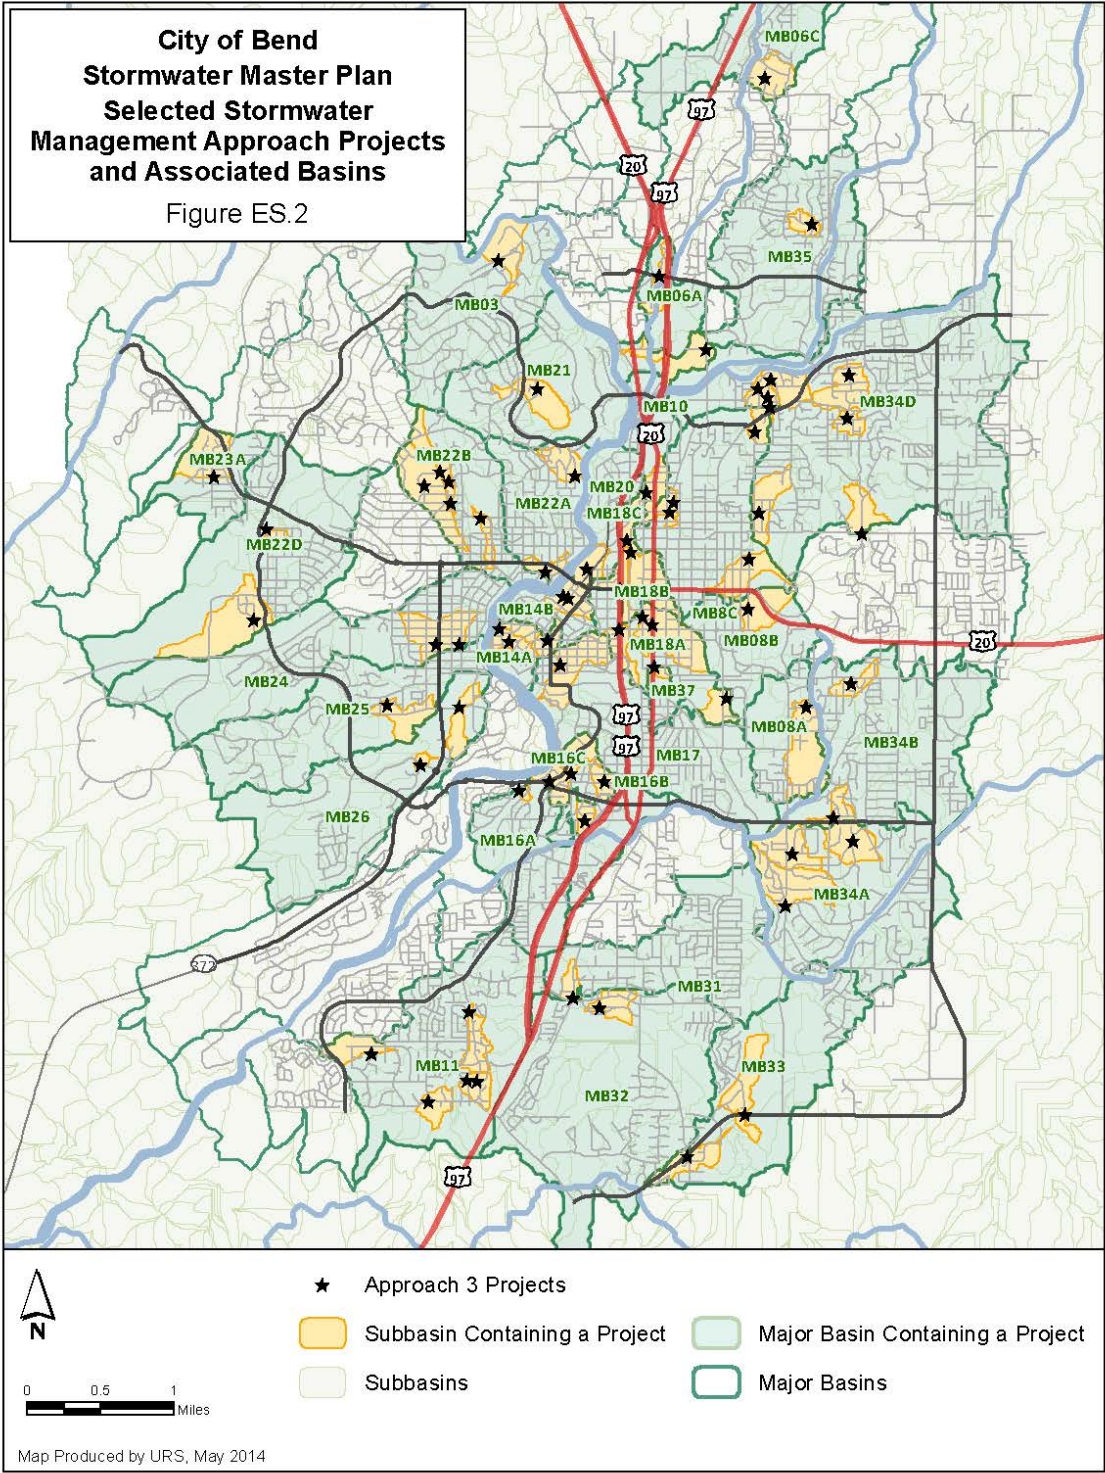 City of Bend
Stormwater Master Plan
Selected Stormwater
Management Approach Projects
and Associated Basins
Figure ES.2
MB06C
97
20
97
MB35
MB03
MB06A
MB21
MB10
MB34D
20
MB22B
MB23A
MB20
MB22A
MB18C
MB22D
MB18B
MB14B
MB8C
MB08B
MB18A
20
MB14A
MB24
MB37
MB25
97
MB08A
MB34B
97
MB17
MB16C
MB16B
MB26
MB16A
MB34A
372
MB31
MB11
MB33
MB32
97
Approach 3 Projects
Subbasin Containing a Project
Major Basin Containing a Project
Subbasins
Major Basins
N
0 0.5 1
Miles
Map Produced by URS, May 2014